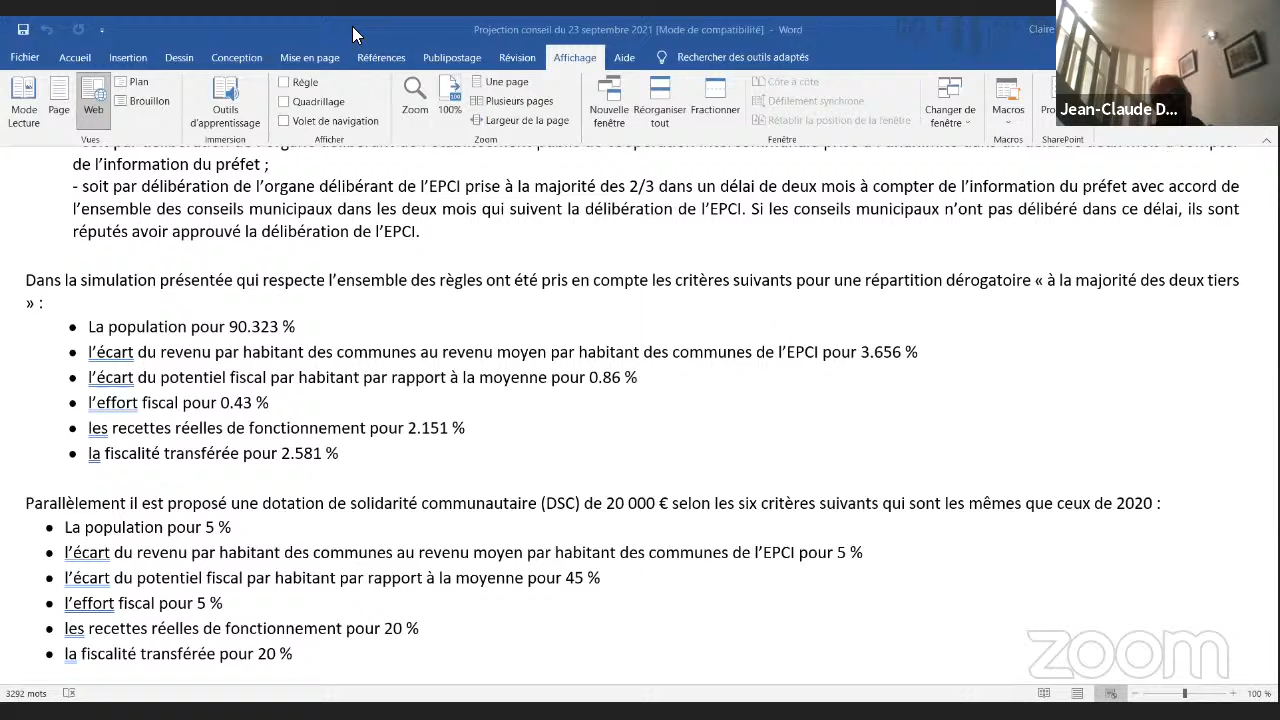 Projection conseil du 23 septembre 2021 [Mode de compatibilité] - Word
Claire
Fichier Accueil Insertion Dessin Conception Mise en page Références Révision Publipostage Affichage Aide Rechercher des outils adaptés
Mode Lecture
Page
Web
Plan
Brouillon
Vues
Outils d'apprentissage
Immersion
Règle
Quadrillage
Volet de navigation
Afficher
Zoom
100%
Une page
Plusieurs pages
Largeur de la page
Zoom
Nouvelle fenêtre
Réorganiser tout
Fractionner
Côte à côte
Défilement synchrone
Rétablir la position de la fenêtre
Fenêtre
Changer de fenêtre
Macros
Macros
SharePoint
Jean-Claude D...
de l'information du préfet ;
- soit par délibération de l'organe délibérant de l'EPCI prise à la majorité des 2/3 dans un délai de deux mois à compter de l'information du préfet avec accord de
l'ensemble des conseils municipaux dans les deux mois qui suivent la délibération de l'EPCI. Si les conseils municipaux n'ont pas délibéré dans ce délai, ils sont
réputés avoir approuvé la délibération de l'EPCI.
Dans la simulation présentée qui respecte l'ensemble des règles ont été pris en compte les critères suivants pour une répartition dérogatoire « à la majorité des deux tiers
» :
• La population pour 90.323 %
• l'écart du revenu par habitant des communes au revenu moyen par habitant des communes de l'EPCI pour 3.656 %
• l'écart du potentiel fiscal par habitant par rapport à la moyenne pour 0.86 %
• l'effort fiscal pour 0.43 %
• les recettes réelles de fonctionnement pour 2.151 %
• la fiscalité transférée pour 2.581 %
Parallèlement il est proposé une dotation de solidarité communautaire (DSC) de 20 000 € selon les six critères suivants qui sont les mêmes que ceux de 2020 :
• La population pour 5 %
• l'écart du revenu par habitant des communes au revenu moyen par habitant des communes de l'EPCI pour 5 %
• l'écart du potentiel fiscal par habitant par rapport à la moyenne pour 45 %
• l'effort fiscal pour 5 %
• les recettes réelles de fonctionnement pour 20 %
• la fiscalité transférée pour 20 %
zoom
3292 mots
100 %